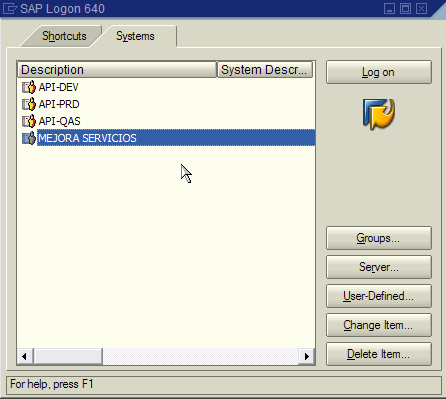 SAP Logon 640
Shortcuts Systems
Description System Descr...
API-DEV
API-PRD
API-QAS
MEJORA SERVICIOS
Log on
Groups...
Server...
User-Defined...
Change Item...
Delete Item...
For help, press F1